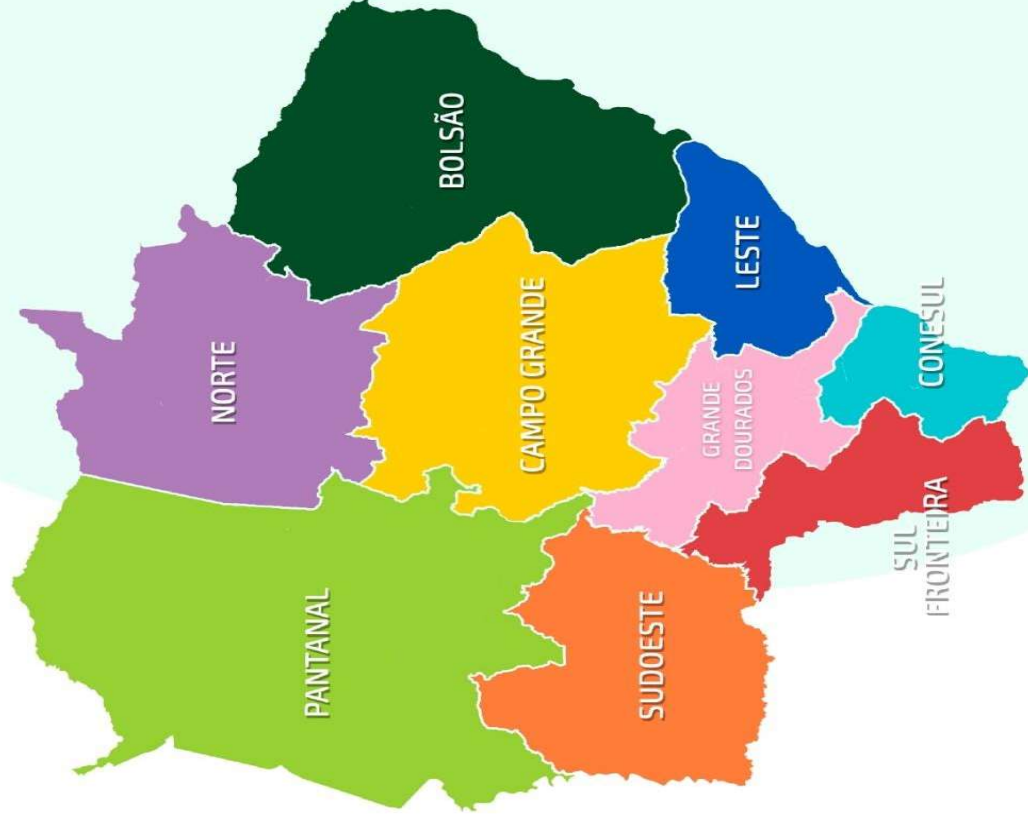 BOLSÃO
NORTE
LESTE
CAMPO GRANDE
CONESUL
GRANDE
DOURADOS
PANTANAL
SUDOESTE
SUL
FRONTEIRA